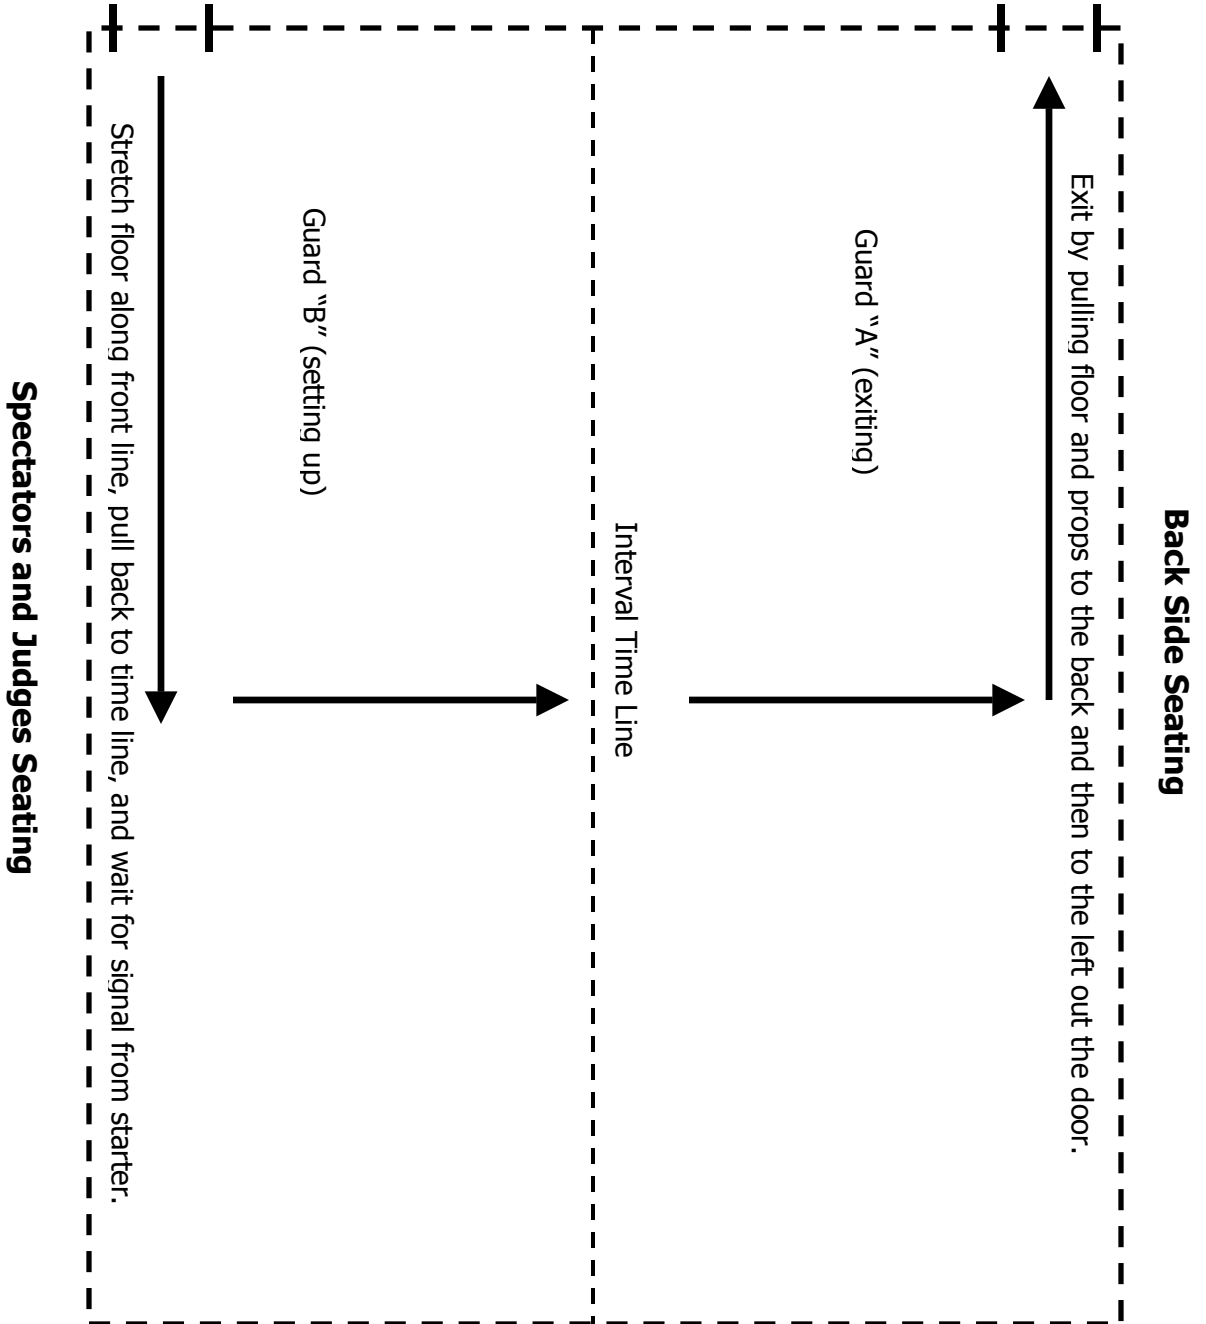 Back Side Seating
Exit by pulling floor and props to the back and then to the left out the door.
Guard “A” (exiting)
Interval Time Line
Guard “B” (setting up)
Stretch floor along front line, pull back to time line, and wait for signal from starter.
Spectators and Judges Seating